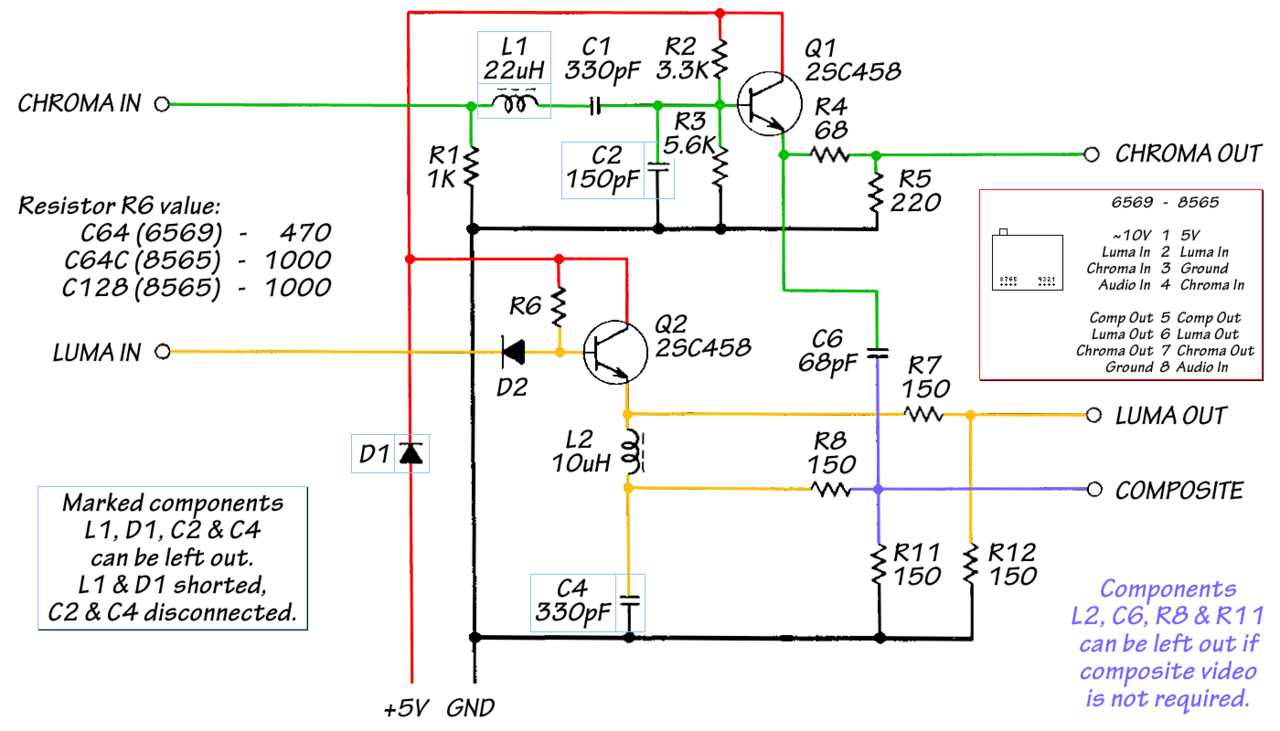 L1
22uH
C1
330pF
R2
3.3K
Q1
2SC458
CHROMA IN
R4
68
R3
5.6K
R1
1K
C2
150pF
CHROMA OUT
R5
220
Resistor R6 value:
C64 (6569) - 470
C64C (8565) - 1000
C128 (8565) - 1000
6569 - 8565
~10V 1 5V
Luma In 2 Luma In
Chroma In 3 Ground
Audio In 4 Chroma In
8765 4321
Comp Out 5 Comp Out
Luma Out 6 Luma Out
Chroma Out 7 Chroma Out
Ground 8 Audio In
R6
Q2
2SC458
LUMA IN
D2
C6
68pF
R7
150
LUMA OUT
D1
L2
10uH
R8
150
COMPOSITE
Marked components
L1, D1, C2 & C4
can be left out.
L1 & D1 shorted,
C2 & C4 disconnected.
C4
330pF
R11
150
R12
150
Components
L2, C6, R8 & R11
can be left out if
composite video
is not required.
+5V GND